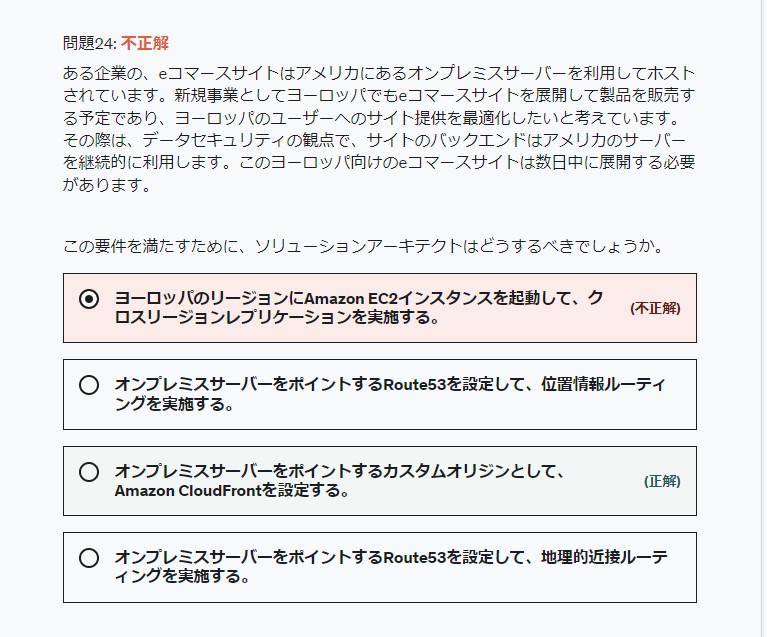 問題24: 不正解
ある企業の、eコマースサイトはアメリカにあるオンプレミスサーバーを利用してホスト
されています。新規事業としてヨーロッパでもeコマースサイトを展開して製品を販売す
る予定であり、ヨーロッパのユーザーへのサイト提供を最適化したいと考えています。
その際は、データセキュリティの観点で、サイトのバックエンドはアメリカのサーバー
を継続的に利用します。このヨーロッパ向けのeコマースサイトは数日中に展開する必要
があります。
この要件を満たすために、ソリューションアーキテクトはどうするべきでしょうか。
ヨーロッパのリージョンにAmazon EC2インスタンスを起動して、ク
ロスリージョンレプリケーションを実施する。
(不正解)
オンプレミスサーバーをポイントするRoute53を設定して、位置情報ルーティ
ングを実施する。
オンプレミスサーバーをポイントするカスタムオリジンとして、
Amazon CloudFrontを設定する。
(正解)
オンプレミスサーバーをポイントするRoute53を設定して、地理的近接ルーテ
ィングを実施する。